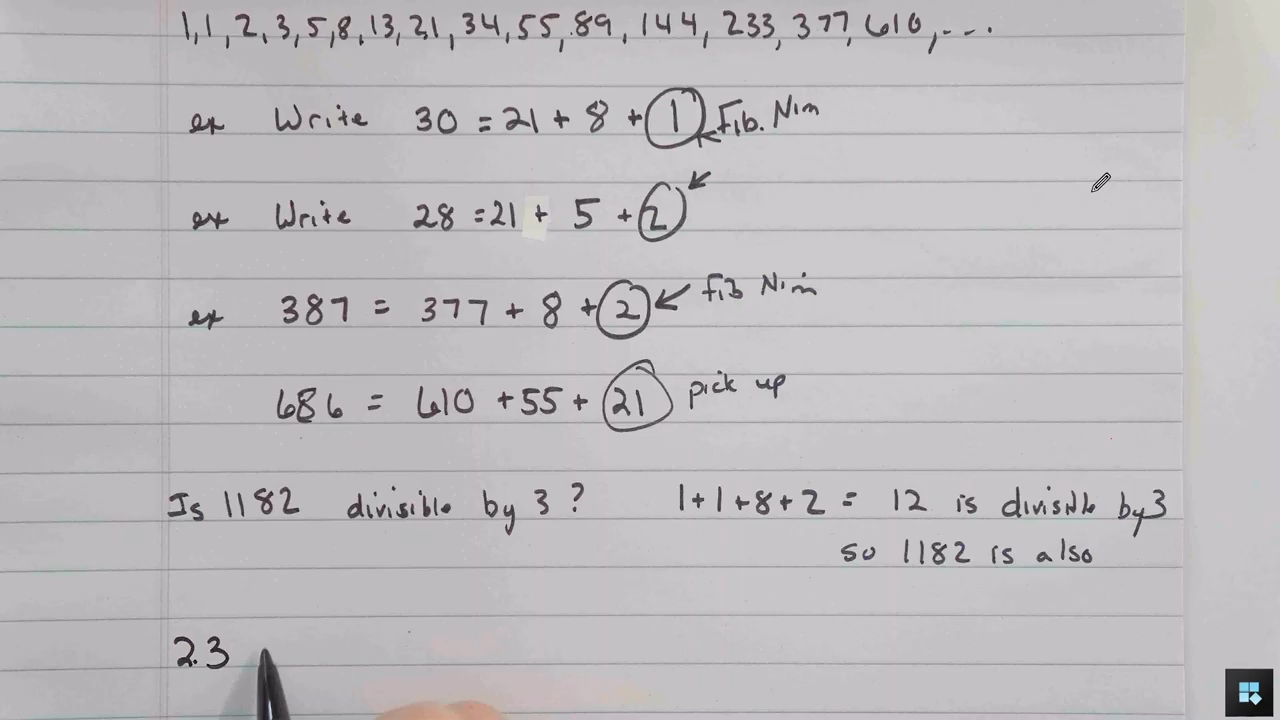 1, 1, 2, 3, 5, 8, 13, 21, 34, 55, 89, 144, 233, 377, 610, ...
ex Write 30 = 21 + 8 + 1 Fib. Nim
ex Write 28 = 21 + 5 + 2
ex 387 = 377 + 8 + 2 Fib Nim
686 = 610 + 55 + 21 pick up
Is 1182 divisible by 3? 1+1+8+2 = 12 is divisible by 3
so 1182 is also
2.3